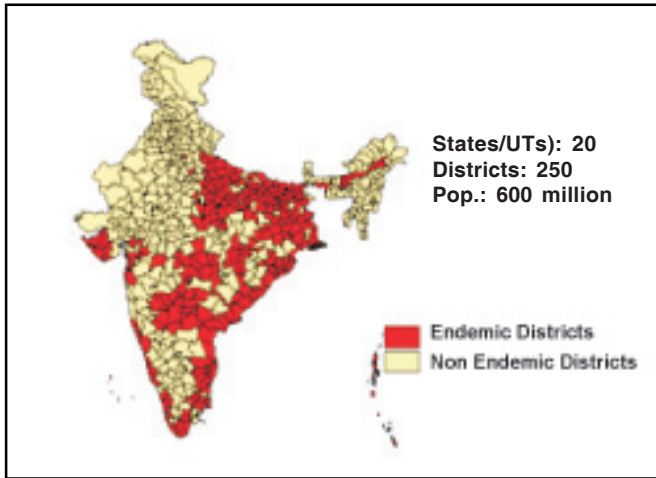 States/UTs): 20
Districts: 250
Pop.: 600 million
Endemic Districts
Non Endemic Districts